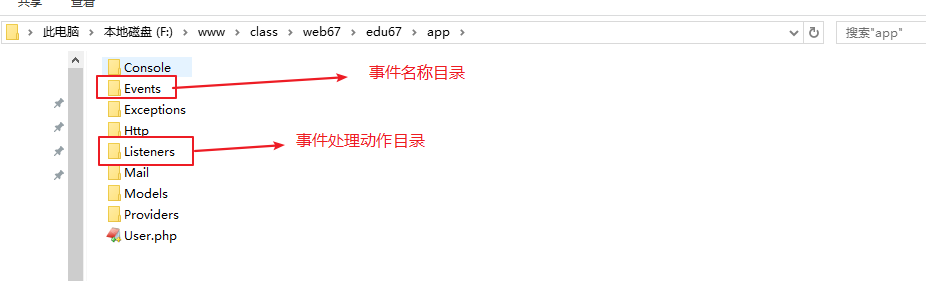 共享 查看
此电脑 > 本地磁盘 (F:) > www > class > web67 > edu67 > app >
搜索"app"
Console
事件名称目录
Events
Exceptions
Http
事件处理动作目录
Listeners
Mail
Models
Providers
User.php